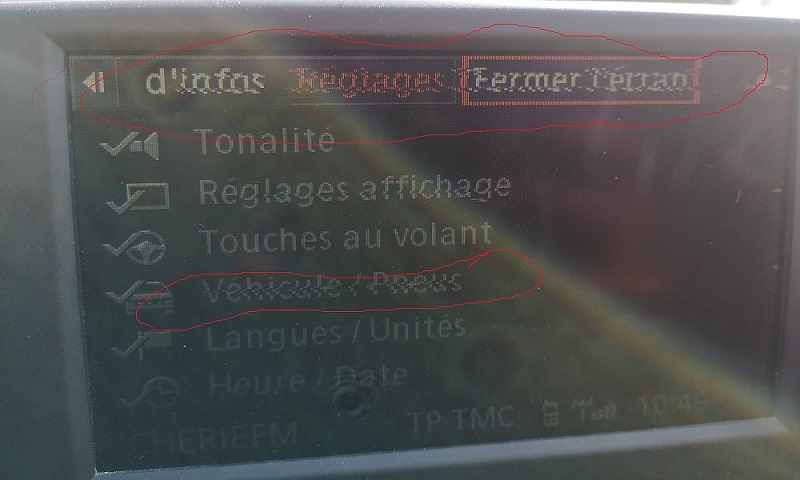 d'infos Réglages Fermer l'écran
Tonalité
Réglages affichage
Touches au volant
Véhicule / Pneus
Langues / Unités
Heure / Date
CHERIEFM TP TMC 10:49